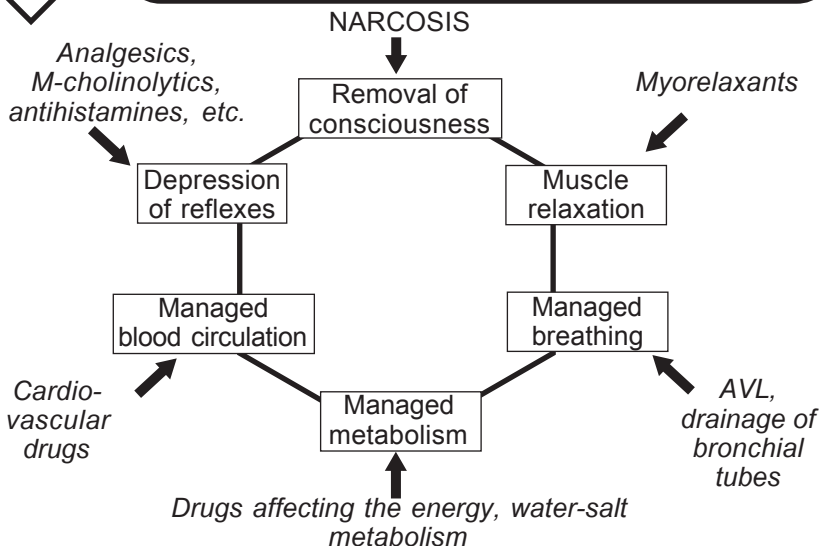 NARCOSIS
Analgesics,
M-cholinolytics,
antihistamines, etc.
Removal of
consciousness
Myorelaxants
Depression
of reflexes
Muscle
relaxation
Managed
blood circulation
Managed
breathing
Cardio-
vascular
drugs
Managed
metabolism
AVL,
drainage of
bronchial
tubes
Drugs affecting the energy, water-salt
metabolism